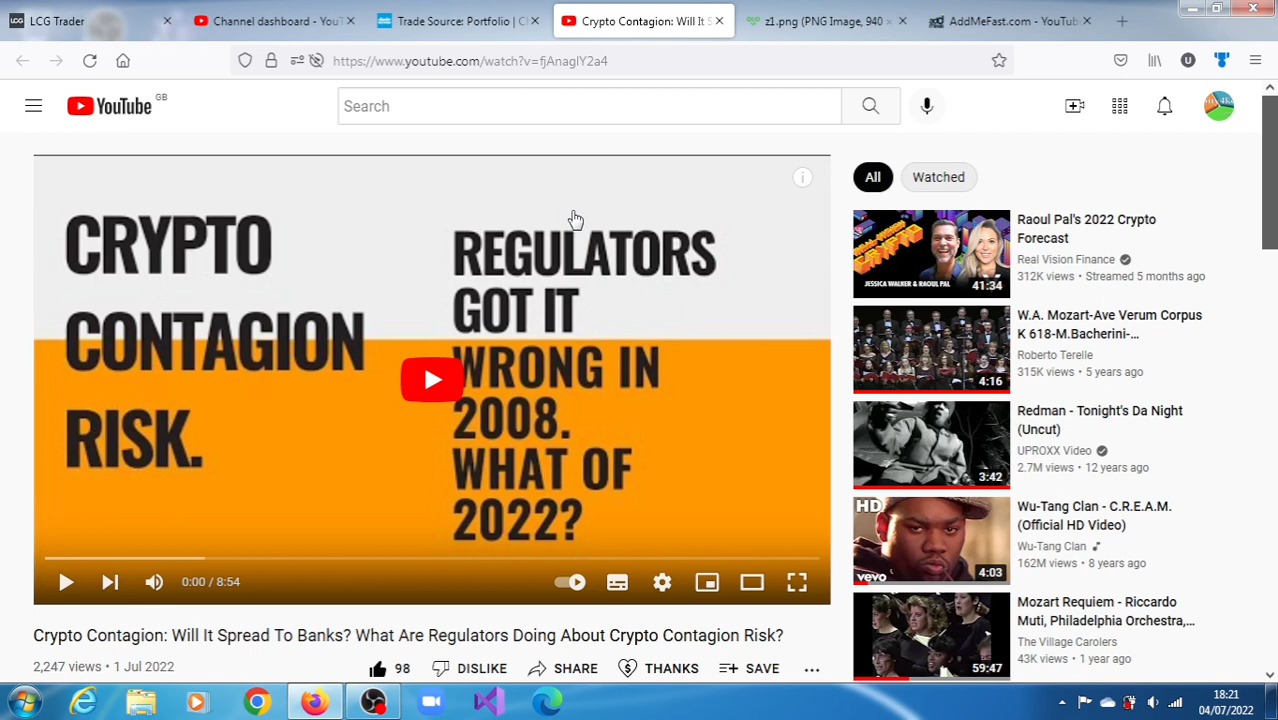 LCG Trader
Channel dashboard - YouT
Trade Source: Portfolio | C
Crypto Contagion: Will It S
z1.png (PNG Image, 940 ×
AddMeFast.com - YouTub
https://www.youtube.com/watch?v=fjAnaglY2a4
YouTube GB
Search
CRYPTO
CONTAGION
RISK.
REGULATORS
GOT IT
WRONG IN
2008.
WHAT OF
2022?
0:00 / 8:54
Crypto Contagion: Will It Spread To Banks? What Are Regulators Doing About Crypto Contagion Risk?
2,247 views • 1 Jul 2022
98
DISLIKE
SHARE
THANKS
SAVE
All
Watched
JESSICA WALKER & RAOUL PAL
41:34
Raoul Pal's 2022 Crypto
Forecast
Real Vision Finance
312K views • Streamed 5 months ago
4:16
W.A. Mozart-Ave Verum Corpus
K 618-M.Bacherini-...
Roberto Terelle
315K views • 5 years ago
3:42
Redman - Tonight's Da Night
(Uncut)
UPROXX Video
2.7M views • 12 years ago
HD
vevo
4:03
Wu-Tang Clan - C.R.E.A.M.
(Official HD Video)
Wu-Tang Clan
162M views • 8 years ago
59:47
Mozart Requiem - Riccardo
Muti, Philadelphia Orchestra,...
The Village Carolers
43K views • 1 year ago
18:21
04/07/2022